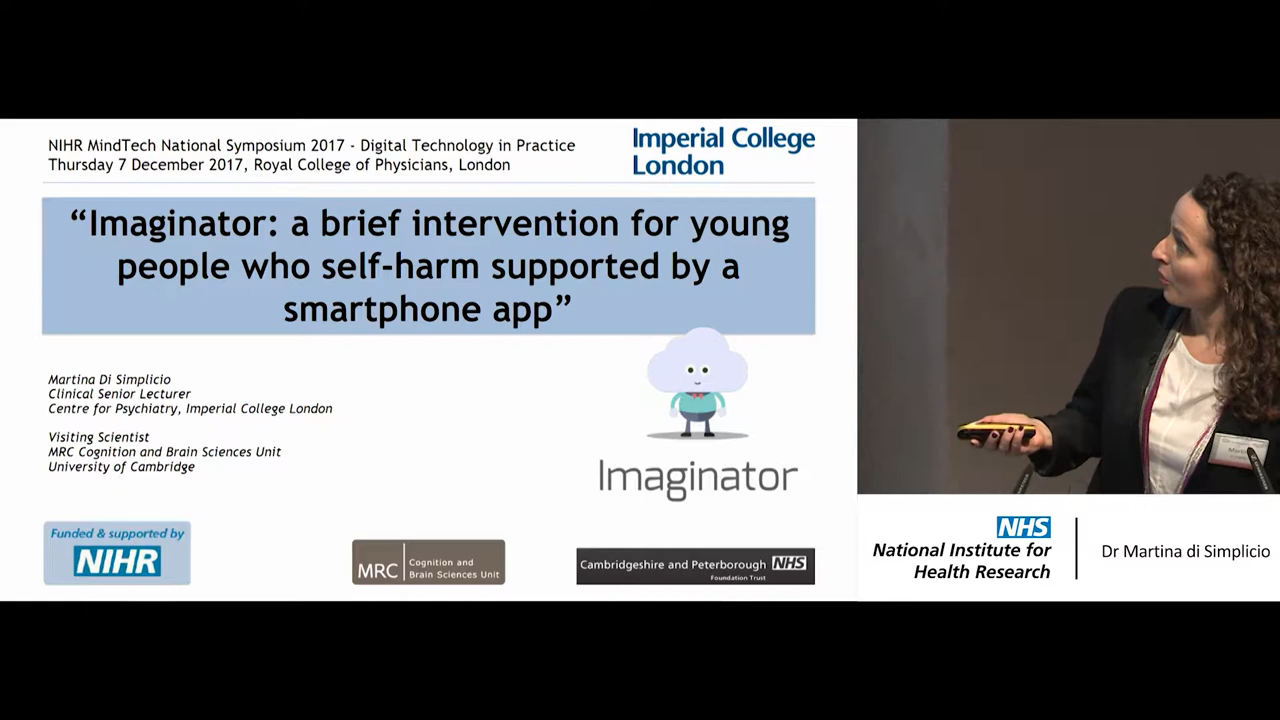 NIHR MindTech National Symposium 2017 - Digital Technology in Practice
Thursday 7 December 2017, Royal College of Physicians, London
Imperial College
London
“Imaginator: a brief intervention for young
people who self-harm supported by a
smartphone app”
Martina Di Simplicio
Clinical Senior Lecturer
Centre for Psychiatry, Imperial College London
Visiting Scientist
MRC Cognition and Brain Sciences Unit
University of Cambridge
Imaginator
Funded & supported by
NIHR
MRC
Cognition and
Brain Sciences Unit
Cambridgeshire and Peterborough NHS
Foundation Trust
NHS
National Institute for
Health Research
Dr Martina di Simplicio